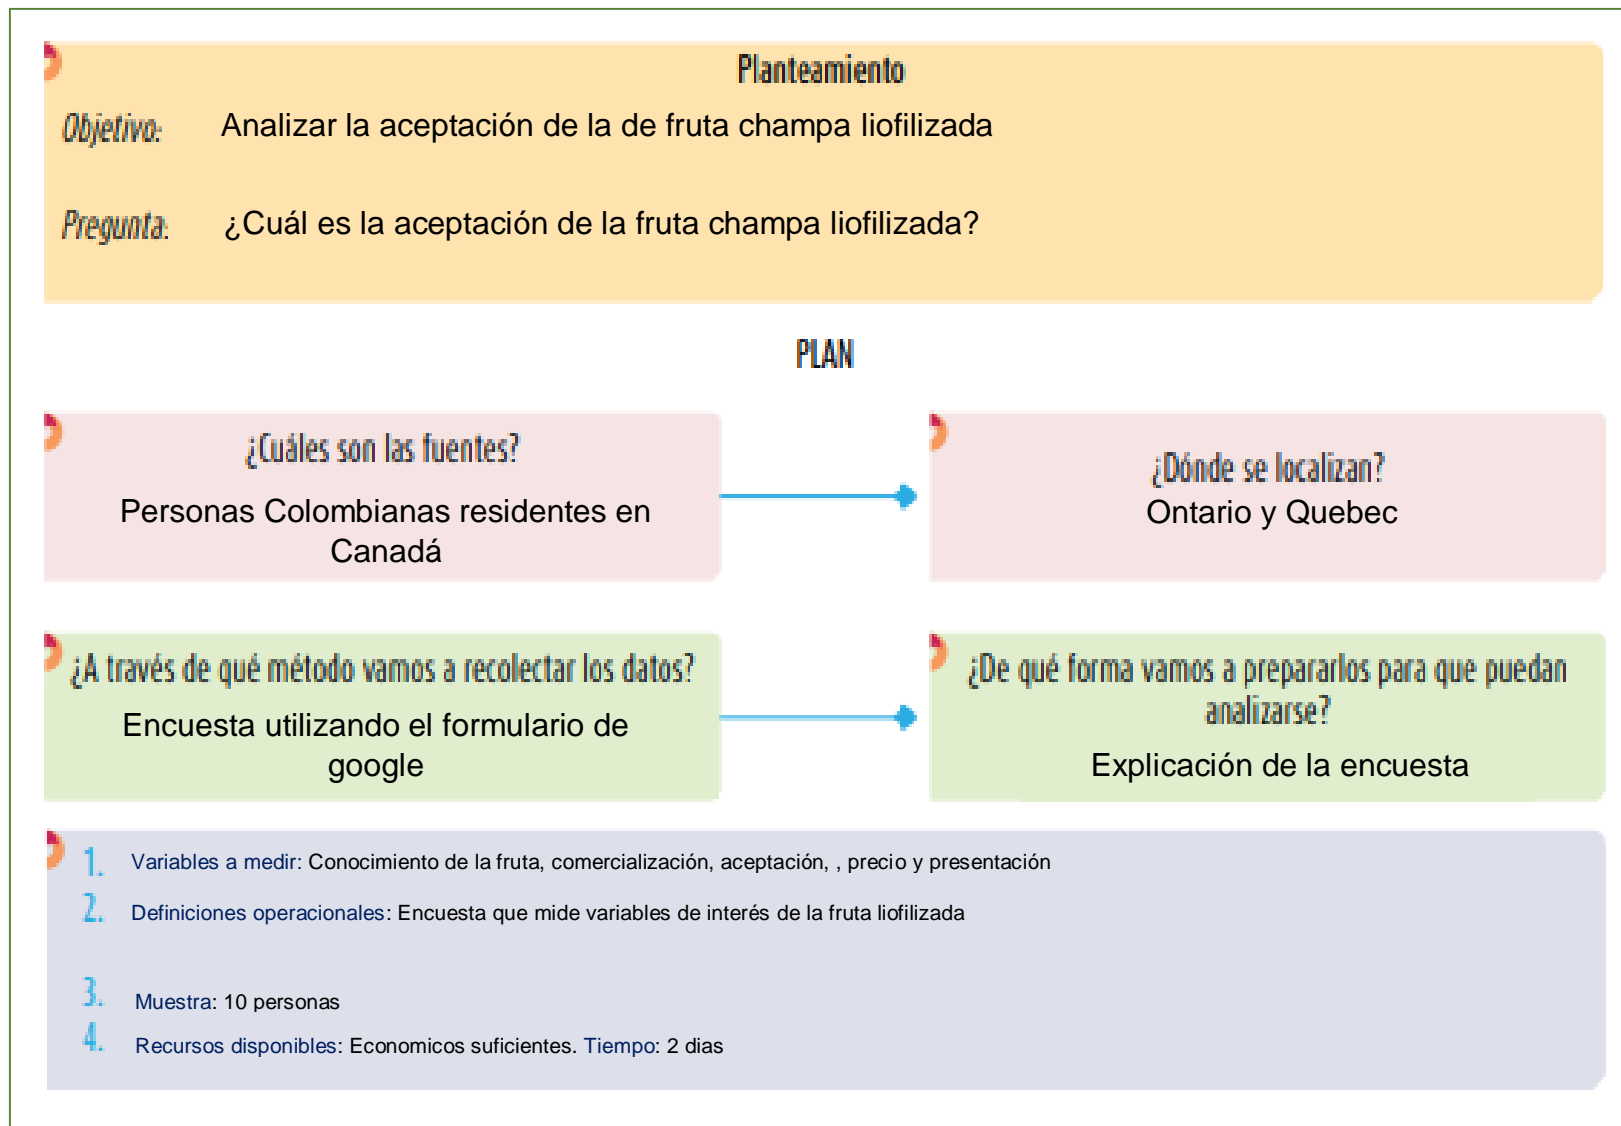 Planteamiento
Objetivo: Analizar la aceptación de la de fruta champa liofilizada
Pregunta: ¿Cuál es la aceptación de la fruta champa liofilizada?
PLAN
¿Cuáles son las fuentes?
Personas Colombianas residentes en
Canadá
¿Dónde se localizan?
Ontario y Quebec
¿A través de qué método vamos a recolectar los datos?
Encuesta utilizando el formulario de
google
¿De qué forma vamos a prepararlos para que puedan
analizarse?
Explicación de la encuesta
1. Variables a medir: Conocimiento de la fruta, comercialización, aceptación, , precio y presentación
2. Definiciones operacionales: Encuesta que mide variables de interés de la fruta liofilizada
3. Muestra: 10 personas
4. Recursos disponibles: Economicos suficientes. Tiempo: 2 dias